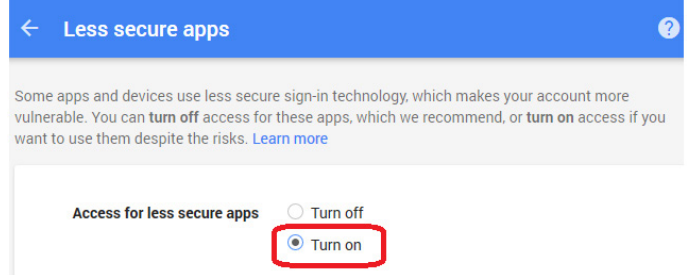 Less secure apps
Some apps and devices use less secure sign-in technology, which makes your account more
vulnerable. You can turn off access for these apps, which we recommend, or turn on access if you
want to use them despite the risks. Learn more
Access for less secure apps Turn off
Turn on